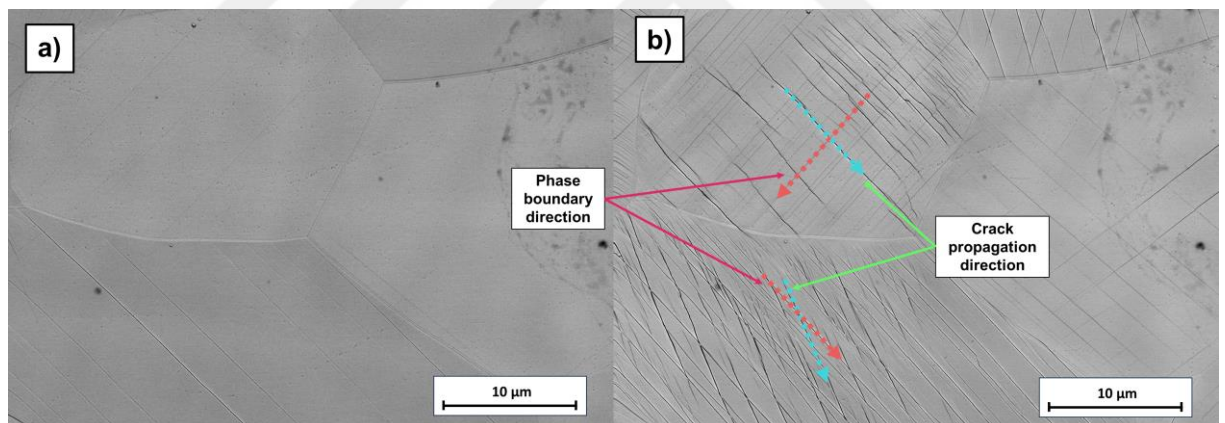 a)
b)
Phase
boundary
direction
Crack
propagation
direction
10 µm
10 µm